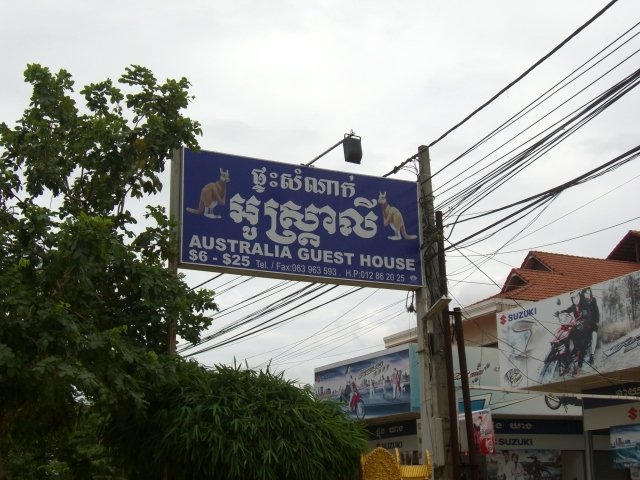 ផ្ទះសំណាក់
អូស្ត្រាលី
AUSTRALIA GUEST HOUSE
$6 - $25 Tel. / Fax:063 963 593 . H.P:012 86 20 25
SUZUKI
SUZUKI